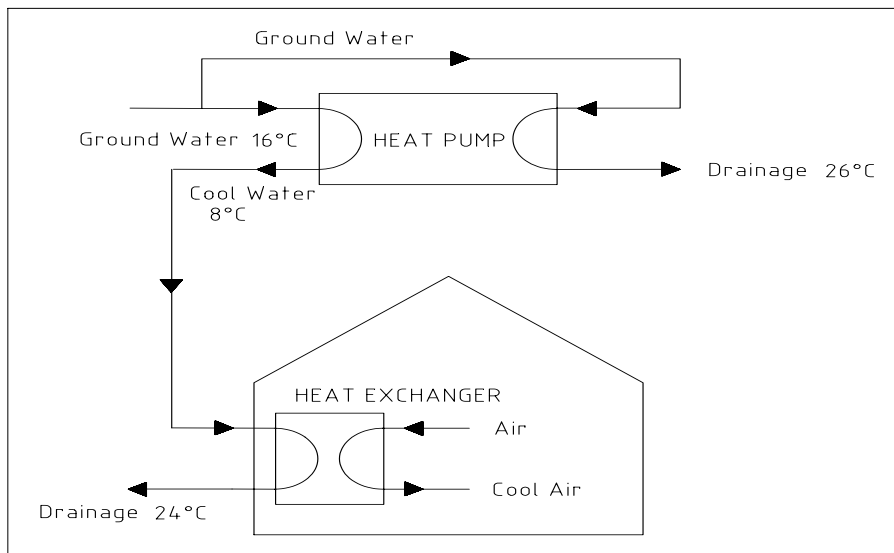 Ground Water
Ground Water 16°C
HEAT PUMP
Drainage 26°C
Cool Water
8°C
HEAT EXCHANGER
Air
Cool Air
Drainage 24°C